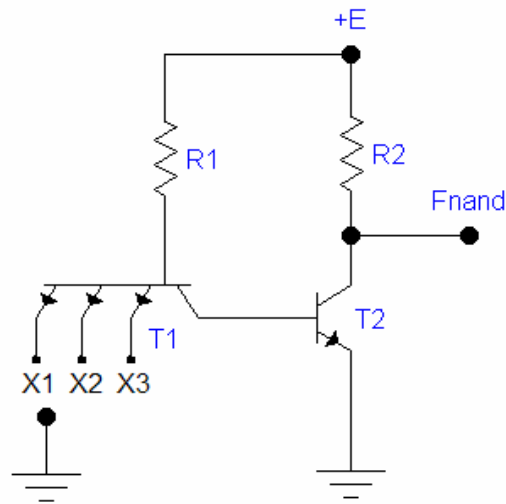 +E
R1
R2
Fnand
T1
T2
X1 X2 X3